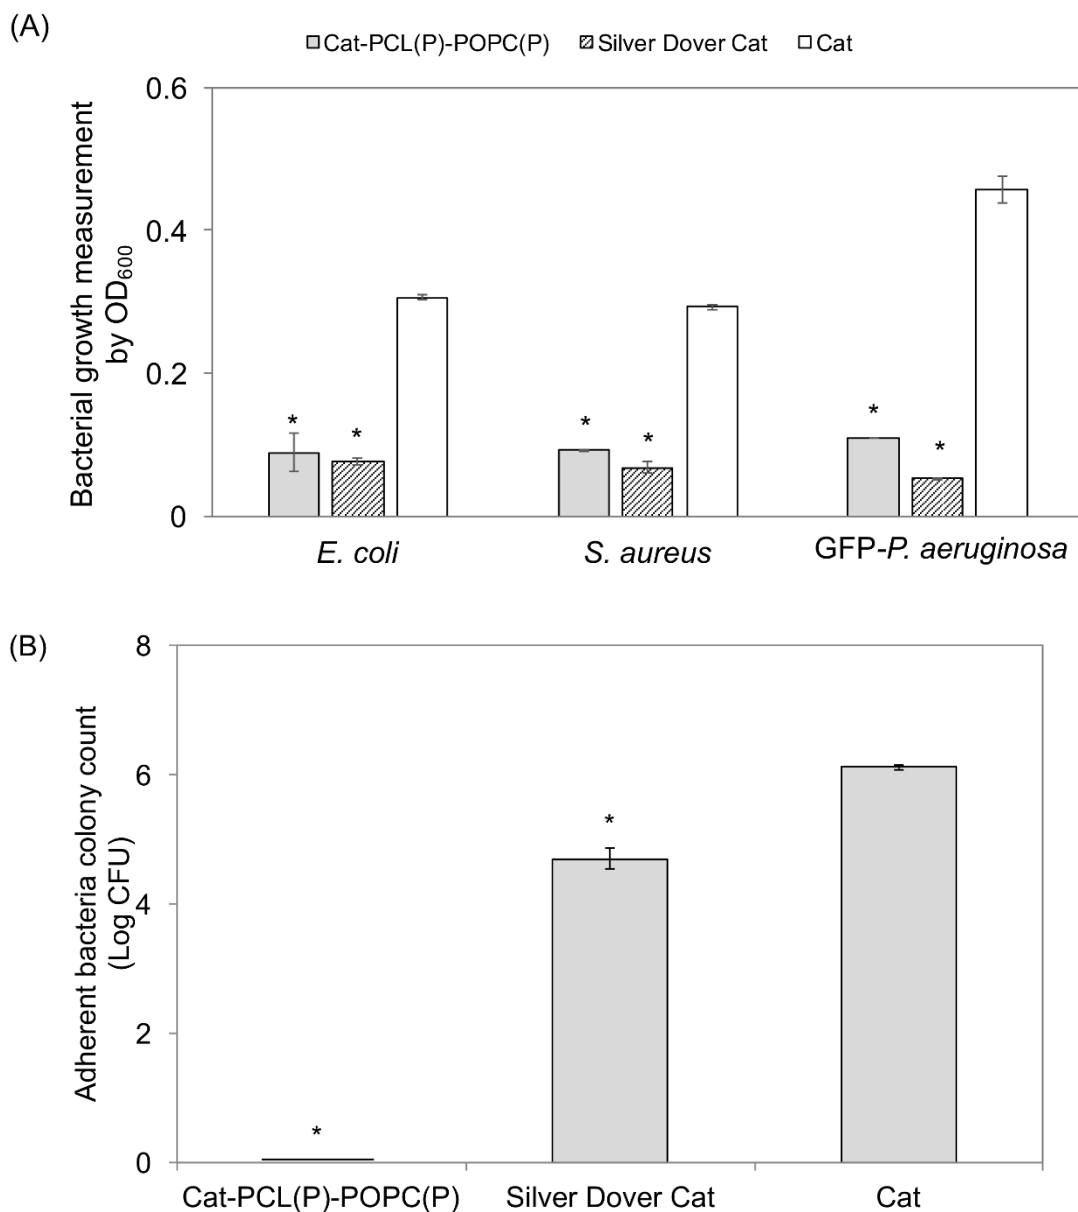 (A)
Cat-PCL(P)-POPC(P) Silver Dover Cat Cat
Bacterial growth measurement
by OD600
0.6
0.4
0.2
0
* * * * * *
E. coli S. aureus GFP-P. aeruginosa
(B)
Adherent bacteria colony count
(Log CFU)
8
6
4
2
0
* *
Cat-PCL(P)-POPC(P) Silver Dover Cat Cat